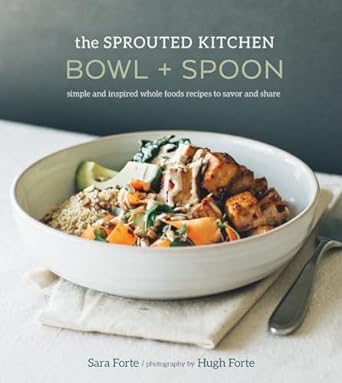 the SPROUTED KITCHEN
BOWL + SPOON
simple and inspired whole foods recipes to savor and share
Sara Forte / photography by Hugh Forte